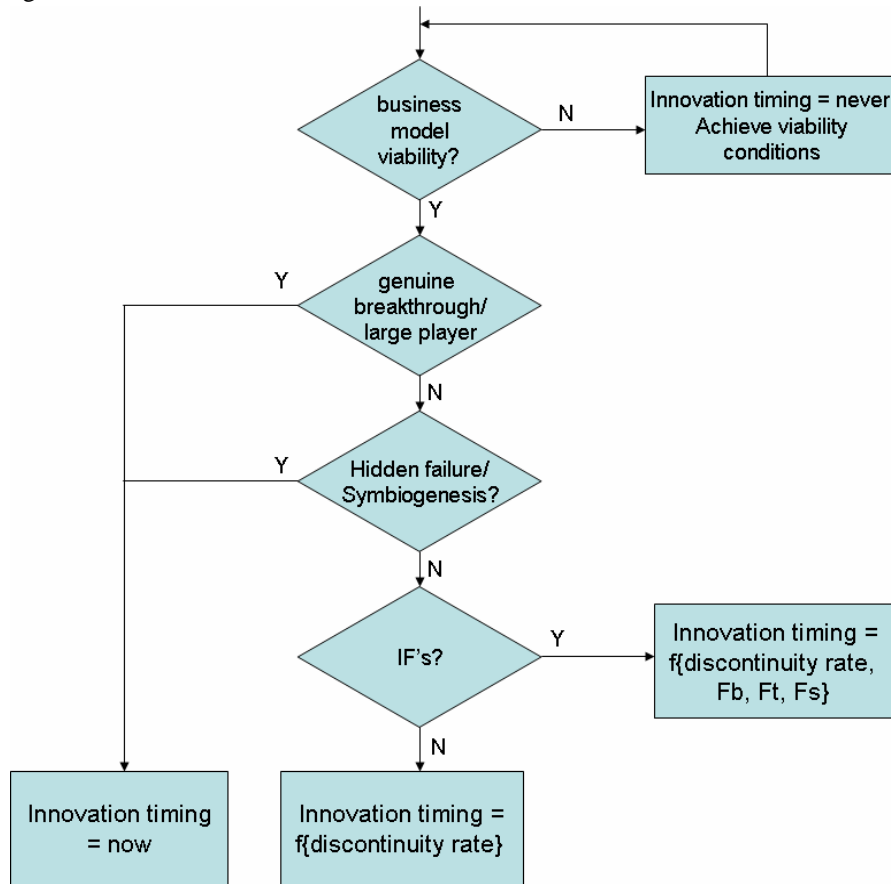 business
model
viability?
N
Innovation timing = never
Achieve viability
conditions
Y
Y
genuine
breakthrough/
large player
N
Y
Hidden failure/
Symbiogenesis?
N
IF's?
Y
Innovation timing =
f{discontinuity rate,
Fb, Ft, Fs}
N
Innovation timing
= now
Innovation timing =
f{discontinuity rate}